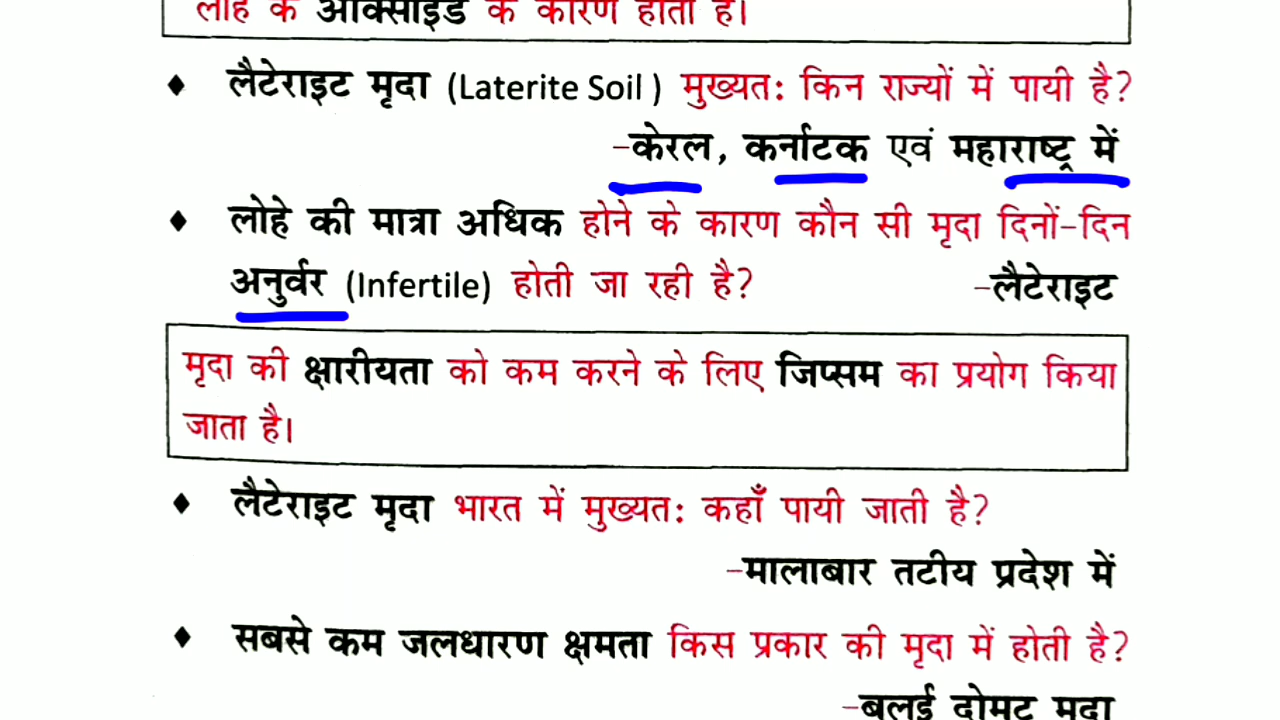 लोहे के ऑक्साइड के कारण होता है।
♦ लैटेराइट मृदा (Laterite Soil ) मुख्यतः किन राज्यों में पायी है?
–केरल, कर्नाटक एवं महाराष्ट्र में
♦ लोहे की मात्रा अधिक होने के कारण कौन सी मृदा दिनों-दिन
अनुर्वर (Infertile) होती जा रही है? –लैटेराइट
मृदा की क्षारीयता को कम करने के लिए जिप्सम का प्रयोग किया
जाता है।
♦ लैटेराइट मृदा भारत में मुख्यतः कहाँ पायी जाती है?
–मालाबार तटीय प्रदेश में
♦ सबसे कम जलधारण क्षमता किस प्रकार की मृदा में होती है?
–बलुई दोमट मृदा